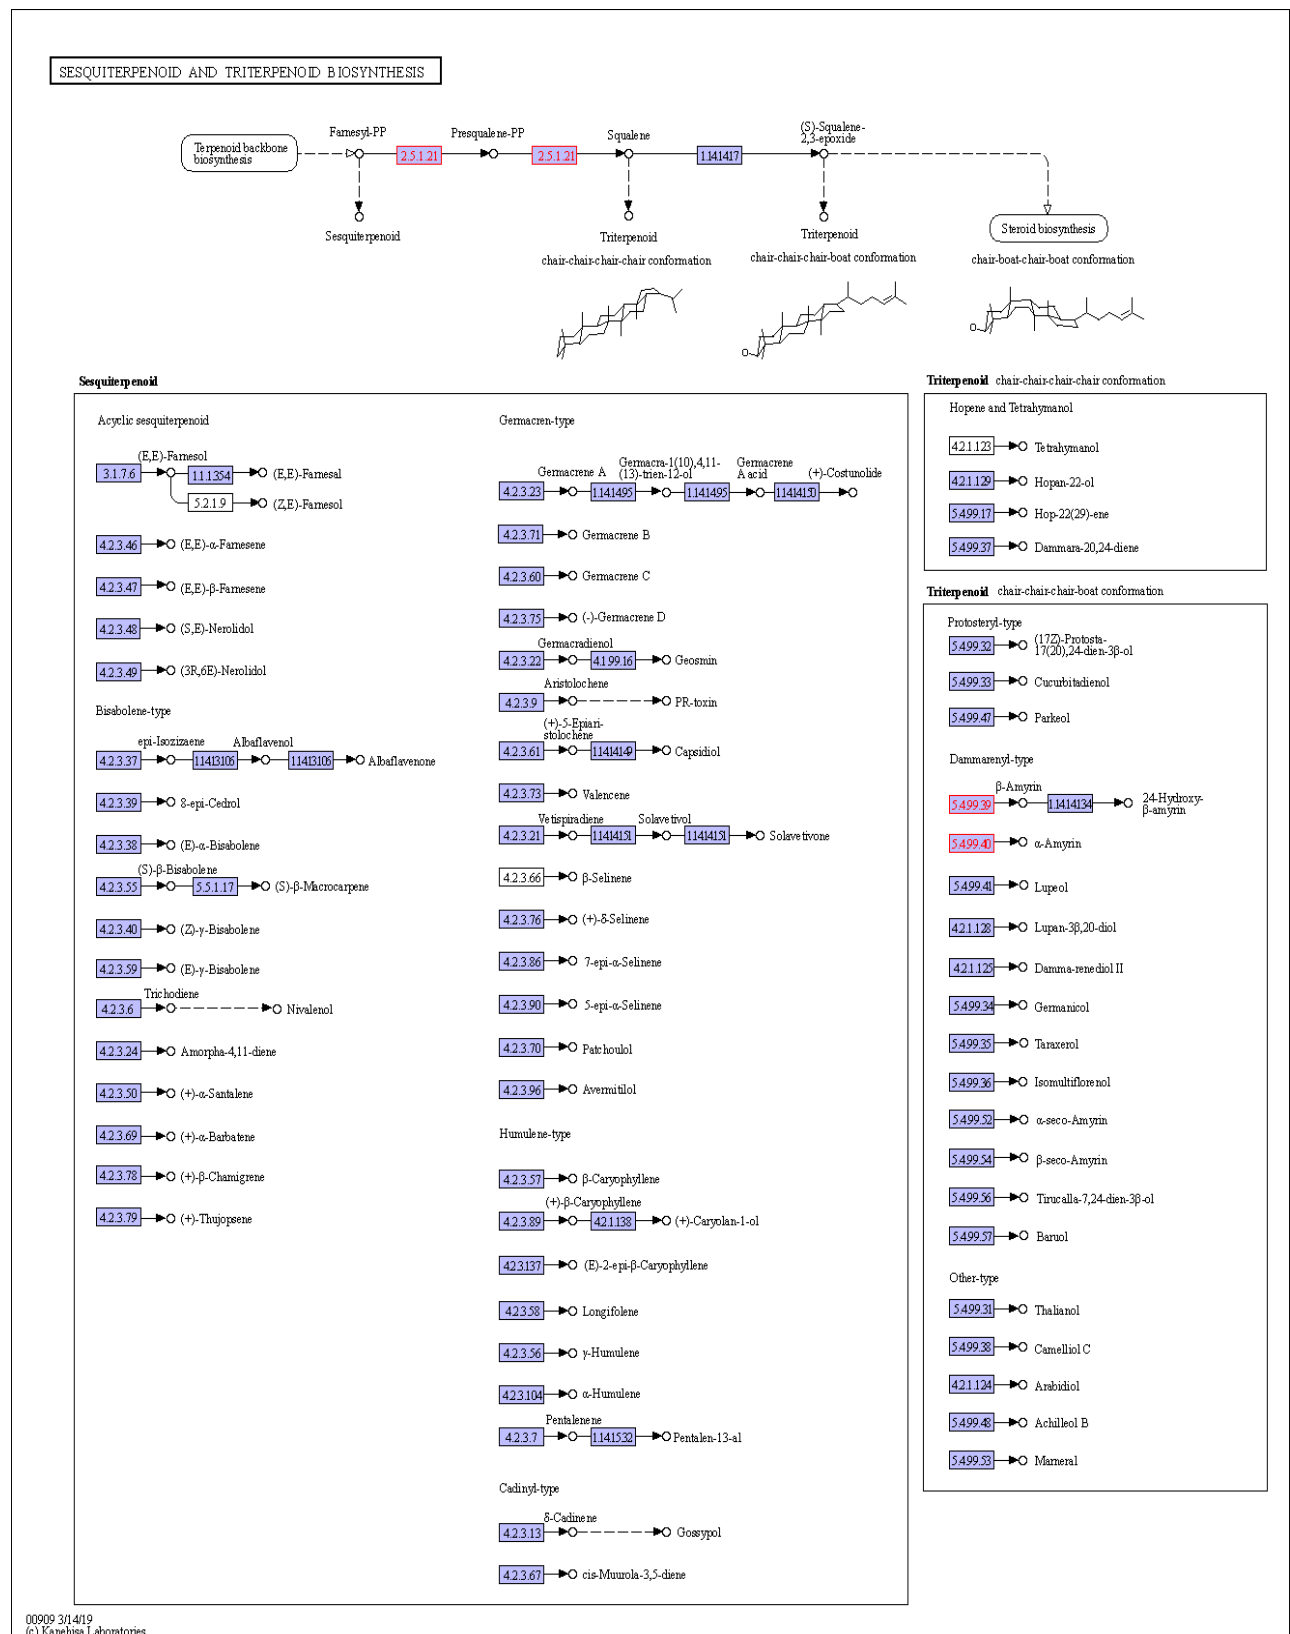 SESQUITERPENOID AND TRITERPENOID BIOSYNTHESIS
Terpenoid backbone
biosynthesis
Farnesyl-PP
2.5.1.21
Presqualene-PP
2.5.1.21
Squalene
1.14.14.17
(S)-Squalene-
2,3-epoxide
Sesquiterpenoid
Triterpenoid
chair-chair-chair-chair conformation
Triterpenoid
chair-chair-chair-boat conformation
Steroid biosynthesis
chair-boat-chair-boat conformation
O
O
Sesquiterpenoid
Acyclic sesquiterpenoid
(E,E)-Farnesol
3.1.7.6 1.1.1.354 (E,E)-Farnesal
5.2.1.9 (Z,E)-Farnesol
4.2.3.46 (E,E)-α-Farnesene
4.2.3.47 (E,E)-β-Farnesene
4.2.3.48 (S,E)-Nerolidol
4.2.3.49 (3R,6E)-Nerolidol
Bisabolene-type
epi-Isozizaene Albaflavenol
4.2.3.37 1.14.13.106 1.14.13.106 Albaflavenone
4.2.3.39 8-epi-Cedrol
4.2.3.38 (E)-α-Bisabolene
(S)-β-Bisabolene
4.2.3.55 5.5.1.17 (S)-β-Macrocarpene
4.2.3.40 (Z)-γ-Bisabolene
4.2.3.59 (E)-γ-Bisabolene
Trichodiene
4.2.3.6 Nivalenol
4.2.3.24 Amorpha-4,11-diene
4.2.3.50 (+)-α-Santalene
4.2.3.69 (+)-α-Barbatene
4.2.3.78 (+)-β-Chamigrene
4.2.3.79 (+)-Thujopsene
Germacren-type
Germacrene A Germacra-1(10),4,11-
(13)-trien-12-ol Germacrene
A acid (+)-Costunolide
4.2.3.23 1.14.14.95 1.14.14.95 1.14.14.150
4.2.3.71 Germacrene B
4.2.3.60 Germacrene C
4.2.3.75 (-)-Germacrene D
Germacradienol
4.2.3.22 4.1.99.16 Geosmin
Aristolochene
4.2.3.9 PR-toxin
(+)-5-Epiari-
stolochene
4.2.3.61 1.14.14.149 Capsidiol
4.2.3.73 Valencene
Vetispiradiene Solavetivol
4.2.3.21 1.14.14.151 1.14.14.151 Solavetivone
4.2.3.66 β-Selinene
4.2.3.76 (+)-δ-Selinene
4.2.3.86 7-epi-α-Selinene
4.2.3.90 5-epi-α-Selinene
4.2.3.70 Patchoulol
4.2.3.96 Avermitilol
Humulene-type
4.2.3.57 β-Caryophyllene
(+)-β-Caryophyllene
4.2.3.89 4.2.1.138 (+)-Caryolan-1-ol
4.2.3.137 (E)-2-epi-β-Caryophyllene
4.2.3.58 Longifolene
4.2.3.56 γ-Humulene
4.2.3.104 α-Humulene
Pentalenene
4.2.3.7 1.14.15.32 Pentalen-13-al
Cadinyl-type
δ-Cadinene
4.2.3.13 Gossypol
4.2.3.67 cis-Muurola-3,5-diene
Triterpenoid chair-chair-chair-chair conformation
Hopene and Tetrahymanol
4.2.1.123 Tetrahymanol
4.2.1.129 Hopan-22-ol
5.4.99.17 Hop-22(29)-ene
5.4.99.37 Dammara-20,24-diene
Triterpenoid chair-chair-chair-boat conformation
Protosteryl-type
5.4.99.32 (17Z)-Protosta-
17(20),24-dien-3β-ol
5.4.99.33 Cucurbitadienol
5.4.99.47 Parkeol
Dammarenyl-type
β-Amyrin
5.4.99.39 1.14.14.134 24-Hydroxy-
β-amyrin
5.4.99.40 α-Amyrin
5.4.99.41 Lupeol
4.2.1.128 Lupan-3β,20-diol
4.2.1.125 Damma-renediol II
5.4.99.34 Germanicol
5.4.99.35 Taraxerol
5.4.99.36 Isomultiflorenol
5.4.99.52 α-seco-Amyrin
5.4.99.54 β-seco-Amyrin
5.4.99.56 Tirucalla-7,24-dien-3β-ol
5.4.99.57 Baruol
Other-type
5.4.99.31 Thalianol
5.4.99.38 Camelliol C
4.2.1.124 Arabidiol
5.4.99.48 Achilleol B
5.4.99.53 Marneral
00909 3/14/19
(c) Kanehisa Laboratories